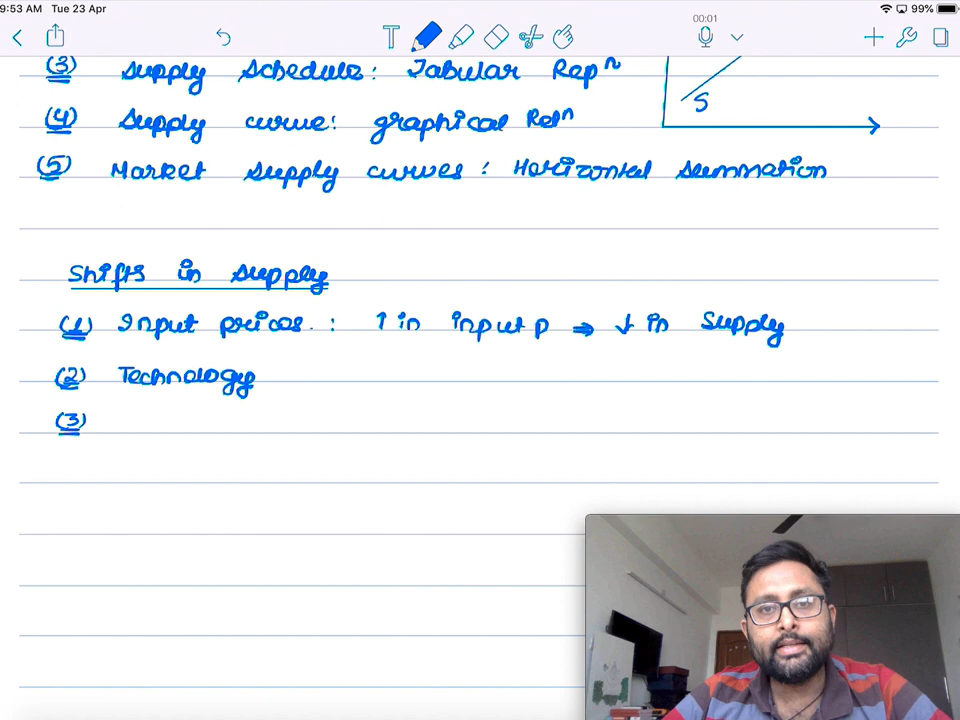 9:53 AM Tue 23 Apr 99%
00:01
(3) Supply Schedule: Tabular Repⁿ
S
(4) Supply curve: graphical Repⁿ
(5) Market Supply curves: Horizontal Summation
Shifts in Supply
(1) Input prices: ↑ in input p ⇒ ↓ in Supply
(2) Technology
(3)